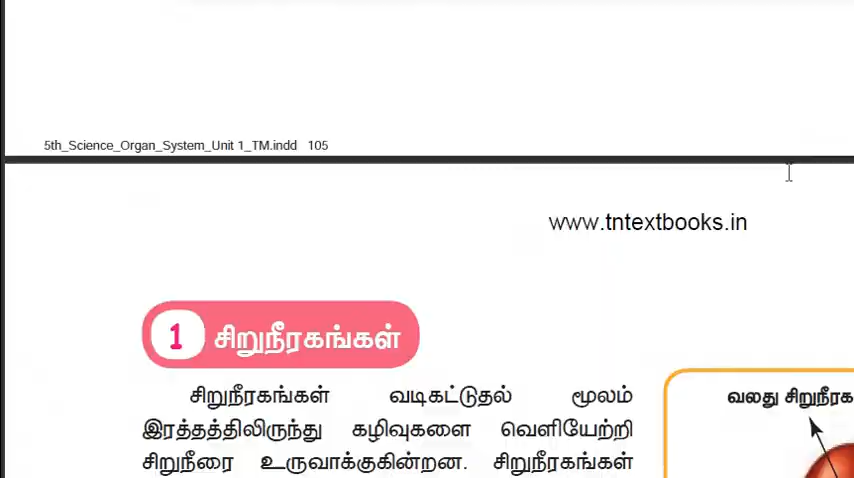 5th_Science_Organ_System_Unit 1_TM.indd 105
www.tntextbooks.in
1 சிறுநீரகங்கள்
சிறுநீரகங்கள் வடிகட்டுதல் மூலம்
இரத்தத்திலிருந்து கழிவுகளை வெளியேற்றி
சிறுநீரை உருவாக்குகின்றன. சிறுநீரகங்கள்
வலது